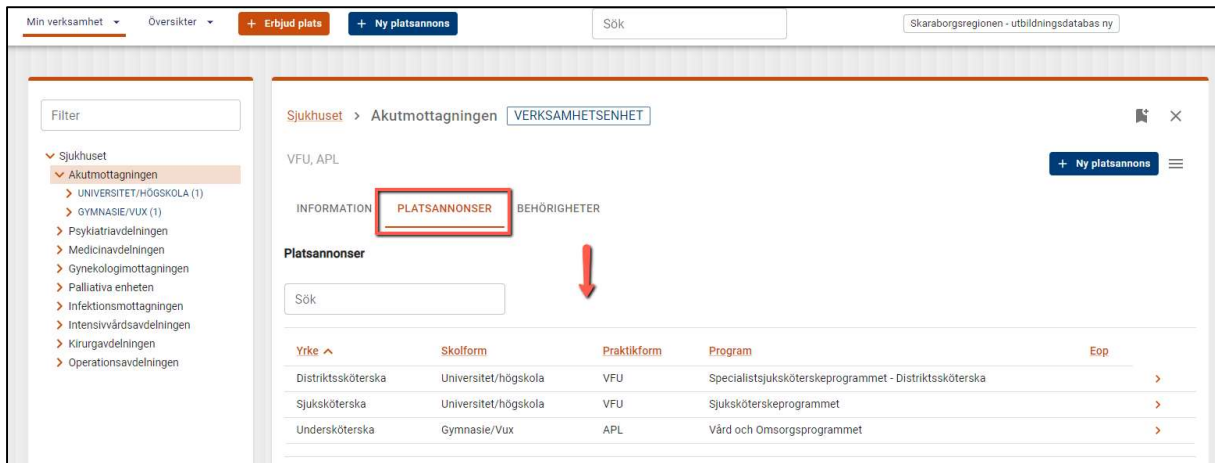 Min verksamhet Översikter + Erbjud plats + Ny platsannons Sök Skaraborgsregionen - utbildningsdatabas ny
Filter
Sjukhuset
Akutmottagningen
UNIVERSITET/HÖGSKOLA (1)
GYMNASIE/VUX (1)
Psykiatriavdelningen
Medicinavdelningen
Gynekologimottagningen
Palliativa enheten
Infektionsmottagningen
Intensivvårdsavdelningen
Kirurgavdelningen
Operationsavdelningen
Sjukhuset > Akutmottagningen VERKSAMHETSENHET
VFU, APL
+ Ny platsannons
INFORMATION PLATSANNONSER BEHÖRIGHETER
Platsannonser
Sök
Yrke Skolform Praktikform Program Eop
Distriktssköterska Universitet/högskola VFU Specialistsjuksköterskeprogrammet - Distriktssköterska
Sjuksköterska Universitet/högskola VFU Sjuksköterskeprogrammet
Undersköterska Gymnasie/Vux APL Vård och Omsorgsprogrammet